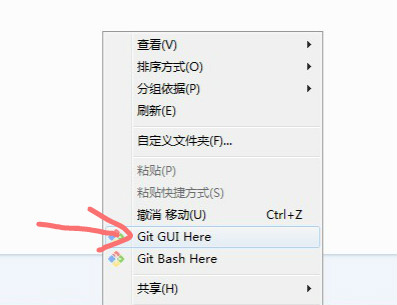 查看(V)
排序方式(O)
分组依据(P)
刷新(E)
自定义文件夹(F)...
粘贴(P)
粘贴快捷方式(S)
撤消 移动(U) Ctrl+Z
Git GUI Here
Git Bash Here
共享(H)